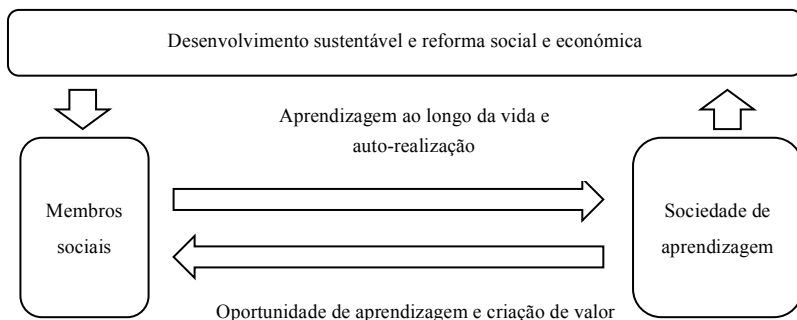 Desenvolvimento sustentável e reforma social e económica
Aprendizagem ao longo da vida e
auto-realização
Membros
sociais
Sociedade de
aprendizagem
Oportunidade de aprendizagem e criação de valor